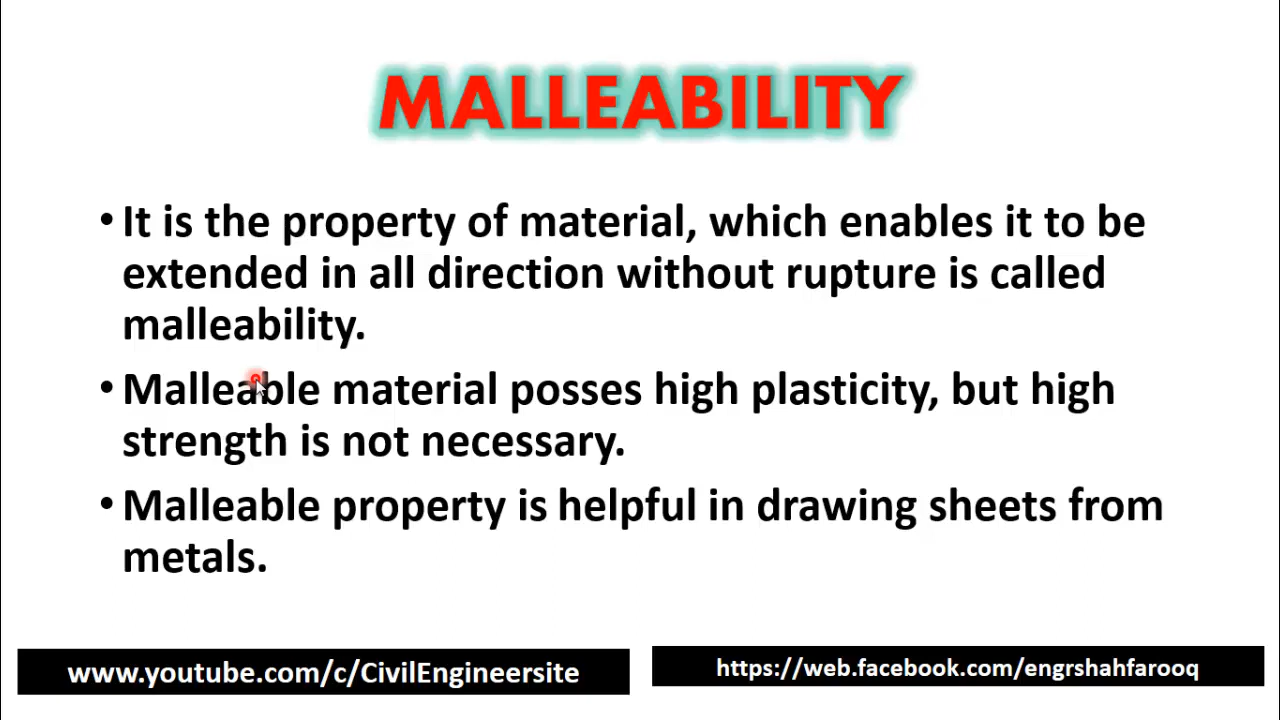 MALLEABILITY
• It is the property of material, which enables it to be
extended in all direction without rupture is called
malleability.
• Malleable material posses high plasticity, but high
strength is not necessary.
• Malleable property is helpful in drawing sheets from
metals.
www.youtube.com/c/CivilEngineersite
https://web.facebook.com/engrshahfarooq